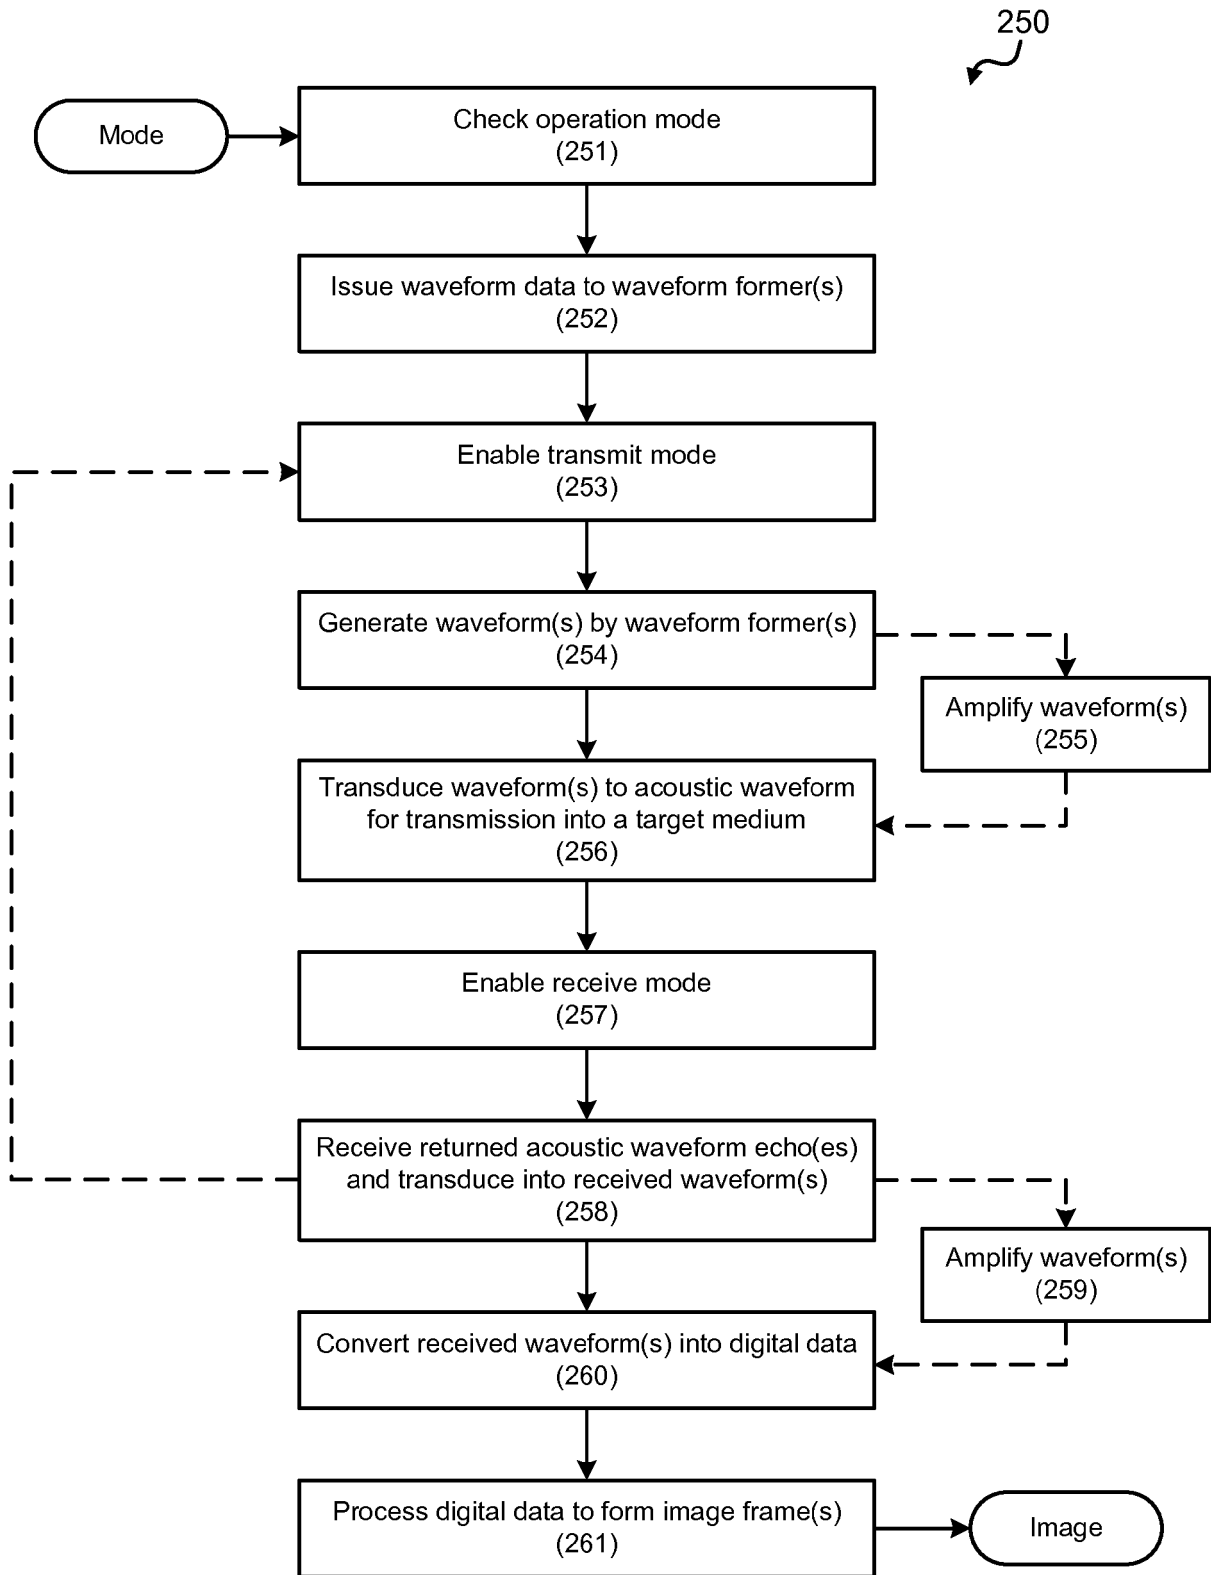 250
Mode
Check operation mode
(251)
Issue waveform data to waveform former(s)
(252)
Enable transmit mode
(253)
Generate waveform(s) by waveform former(s)
(254)
Amplify waveform(s)
(255)
Transduce waveform(s) to acoustic waveform
for transmission into a target medium
(256)
Enable receive mode
(257)
Receive returned acoustic waveform echo(es)
and transduce into received waveform(s)
(258)
Amplify waveform(s)
(259)
Convert received waveform(s) into digital data
(260)
Process digital data to form image frame(s)
(261)
Image